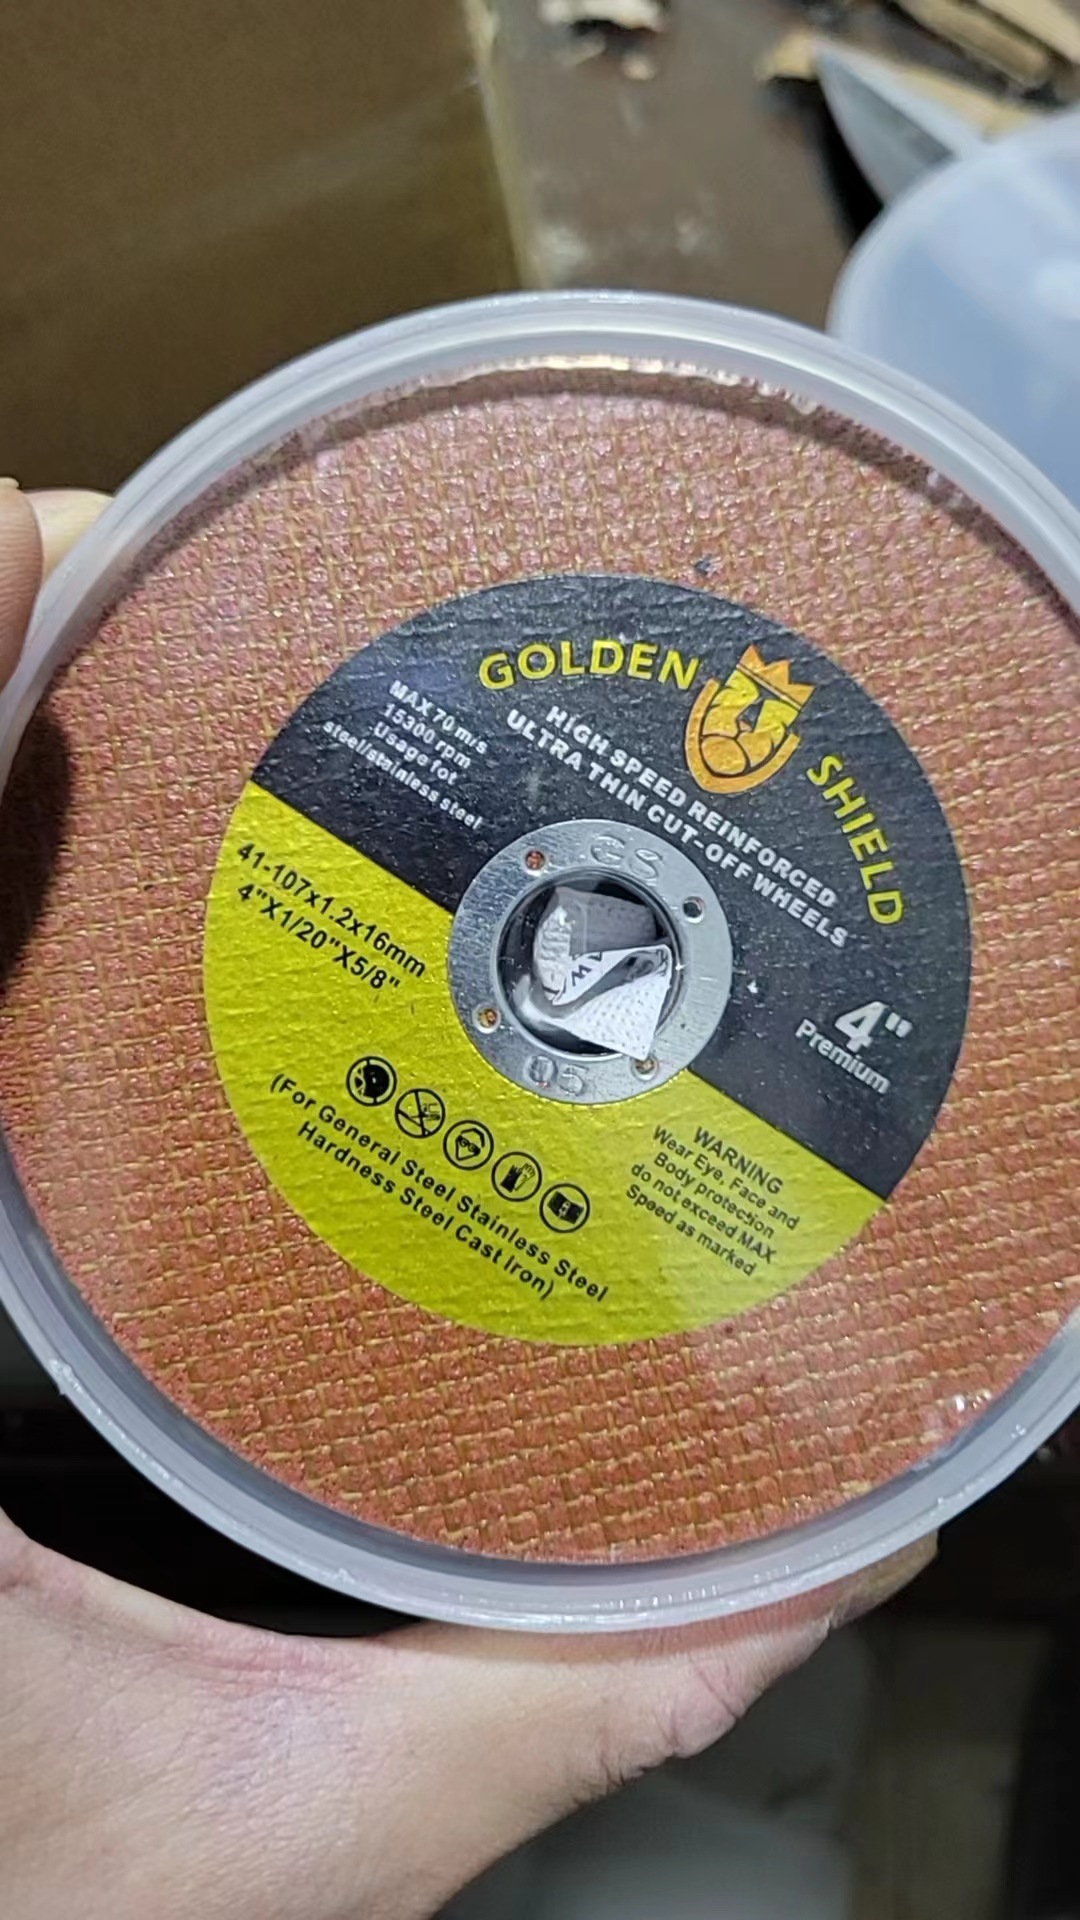 GOLDEN SHIELD
HIGH SPEED REINFORCED
ULTRA THIN CUT-OFF WHEELS
MAX 70 m/s
15300 rpm
Usage fot
steel/stainless steel
41-107x1.2x16mm
4"X1/20"X5/8"
GS
05
4"
Premium
(For General Steel Stainless Steel
Hardness Steel Cast Iron)
WARNING
Wear Eye, Face and
Body protection
do not exceed MAX
Speed as marked